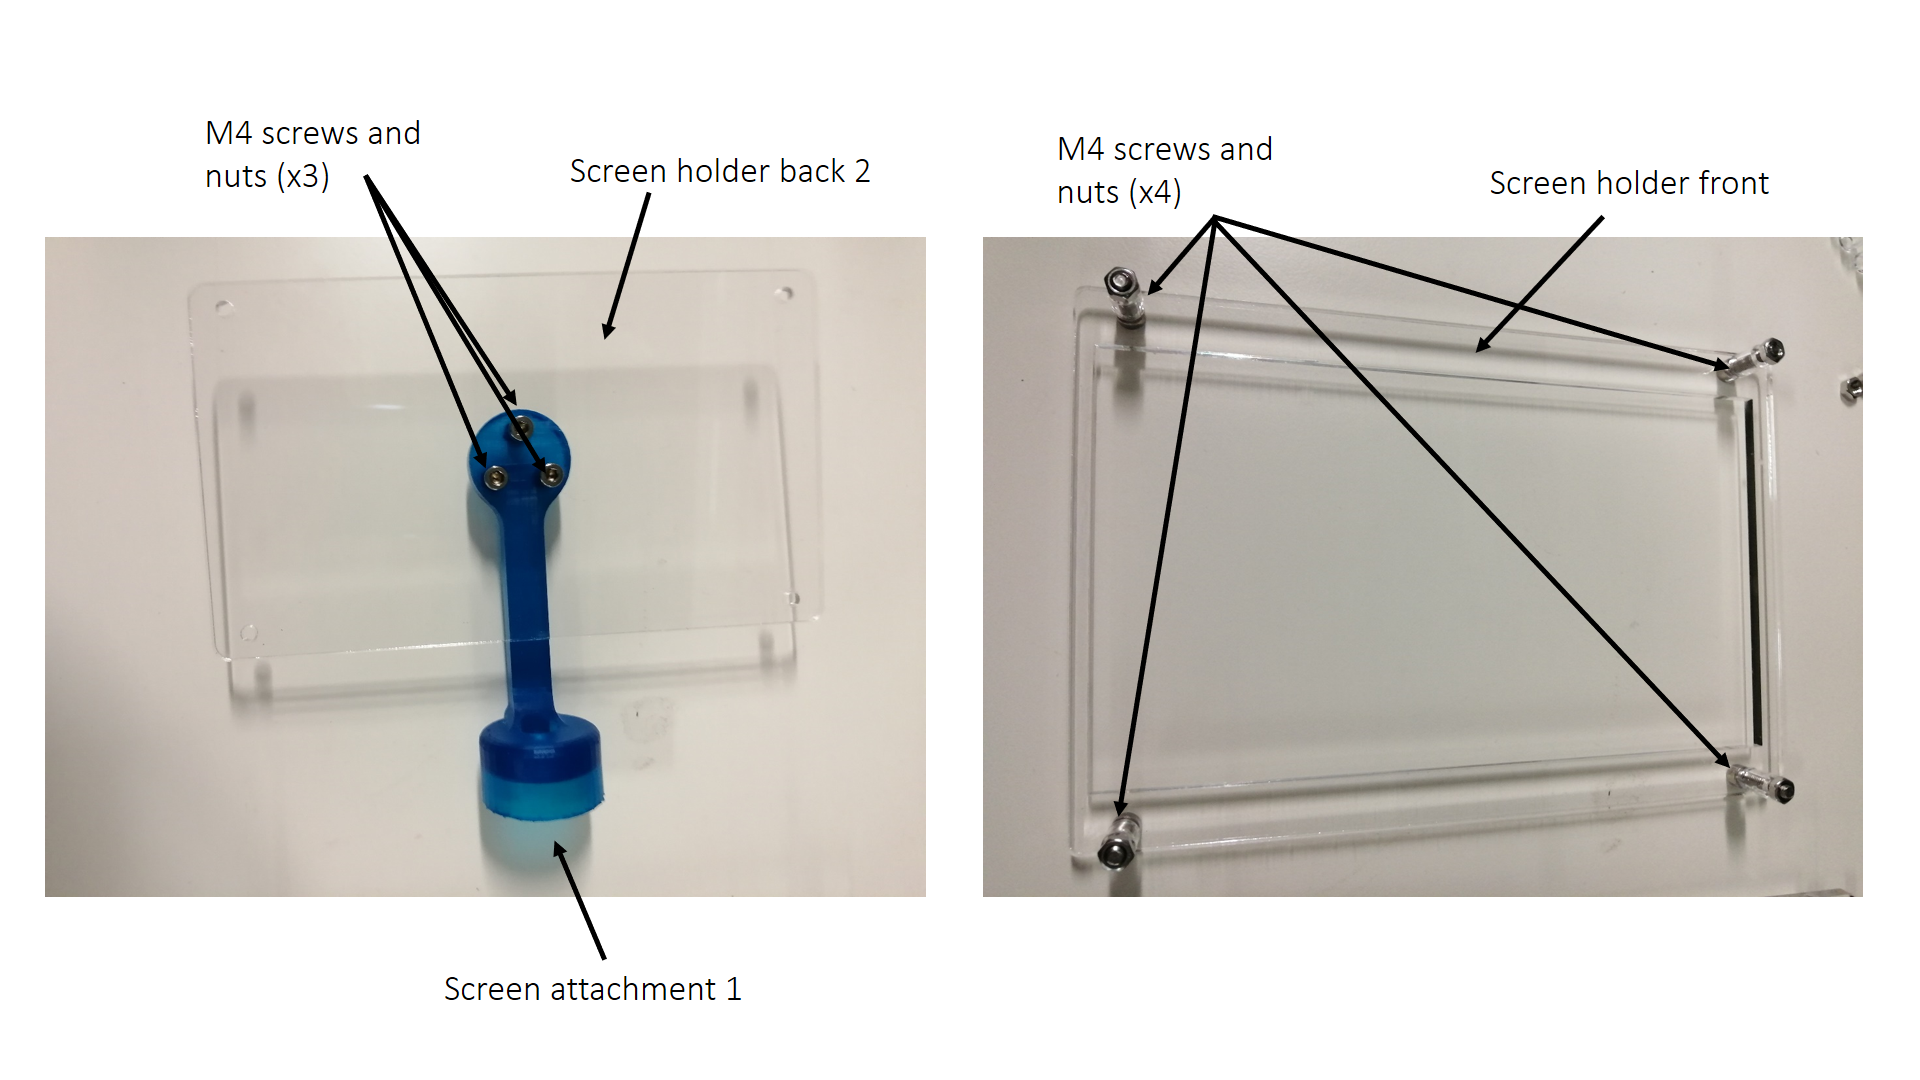 M4 screws and
nuts (x3)
Screen holder back 2
Screen attachment 1
M4 screws and
nuts (x4)
Screen holder front